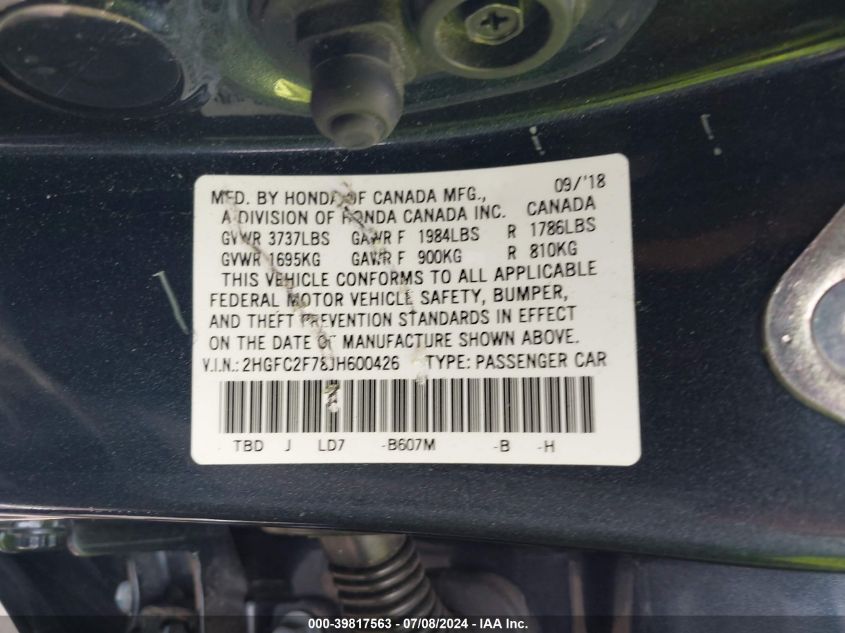 MFD. BY HONDA OF CANADA MFG., 09/'18
A DIVISION OF HONDA CANADA INC. CANADA
GVWR 3737LBS GAWR F 1984LBS R 1786LBS
GVWR 1695KG GAWR F 900KG R 810KG
THIS VEHICLE CONFORMS TO ALL APPLICABLE
FEDERAL MOTOR VEHICLE SAFETY, BUMPER,
AND THEFT PREVENTION STANDARDS IN EFFECT
ON THE DATE OF MANUFACTURE SHOWN ABOVE.
V.I.N.: 2HGFC2F78JH600426 TYPE: PASSENGER CAR
TBD J LD7 -B607M -B -H
000-39817563 - 07/08/2024 - IAA Inc.